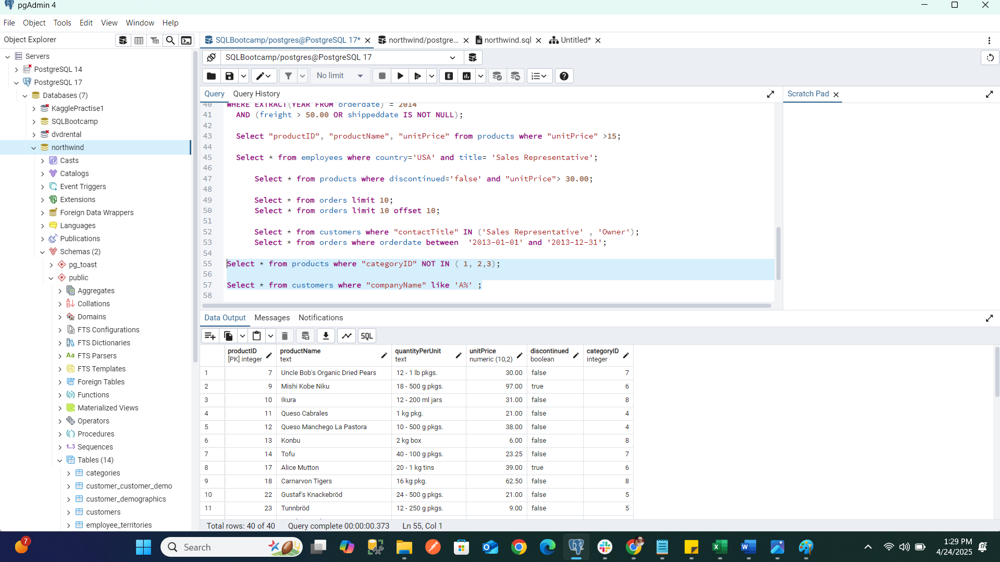 pgAdmin 4
File Object Tools Edit View Window Help
Object Explorer
SQLBootcamp/postgres@PostgreSQL 17* northwind/postgre... northwind.sql Untitled*
SQLBootcamp/postgres@PostgreSQL 17
No limit
E
Query Query History
Scratch Pad
Servers
PostgreSQL 14
PostgreSQL 17
Databases (7)
KagglePractise1
SQLBootcamp
dvdrental
northwind
Casts
Catalogs
Event Triggers
Extensions
Foreign Data Wrappers
Languages
Publications
Schemas (2)
pg_toast
public
Aggregates
Collations
Domains
FTS Configurations
FTS Dictionaries
Aa FTS Parsers
FTS Templates
Foreign Tables
Functions
Materialized Views
Operators
Procedures
1..3 Sequences
Tables (14)
categories
customer_customer_demo
customer_demographics
customers
employee_territories
40 WHERE EXTRACT(YEAR FROM orderdate) = 2014
41 AND (freight > 50.00 OR shippeddate IS NOT NULL);
42
43 Select "productID", "productName", "unitPrice" from products where "unitPrice" >15;
44
45 Select * from employees where country='USA' and title= 'Sales Representative';
46
47 Select * from products where discontinued='false' and "unitPrice"> 30.00;
48
49 Select * from orders limit 10;
50 Select * from orders limit 10 offset 10;
51
52 Select * from customers where "contactTitle" IN ('Sales Representative' , 'Owner');
53 Select * from orders where orderdate between '2013-01-01' and '2013-12-31';
54
55 Select * from products where "categoryID" NOT IN ( 1, 2,3);
56
57 Select * from customers where "companyName" like 'A%' ;
58
Data Output Messages Notifications
SQL
productID productName quantityPerUnit unitPrice discontinued categoryID
[PK] integer text text numeric (10,2) boolean integer
1 7 Uncle Bob's Organic Dried Pears 12 - 1 lb pkgs. 30.00 false 7
2 9 Mishi Kobe Niku 18 - 500 g pkgs. 97.00 true 6
3 10 Ikura 12 - 200 ml jars 31.00 false 8
4 11 Queso Cabrales 1 kg pkg. 21.00 false 4
5 12 Queso Manchego La Pastora 10 - 500 g pkgs. 38.00 false 4
6 13 Konbu 2 kg box 6.00 false 8
7 14 Tofu 40 - 100 g pkgs. 23.25 false 7
8 17 Alice Mutton 20 - 1 kg tins 39.00 true 6
9 18 Carnarvon Tigers 16 kg pkg. 62.50 false 8
10 22 Gustaf's Knäckebröd 24 - 500 g pkgs. 21.00 false 5
11 23 Tunnbröd 12 - 250 g pkgs. 9.00 false 5
Total rows: 40 of 40 Query complete 00:00:00.373 Ln 55, Col 1
7
Search
1:29 PM
4/24/2025